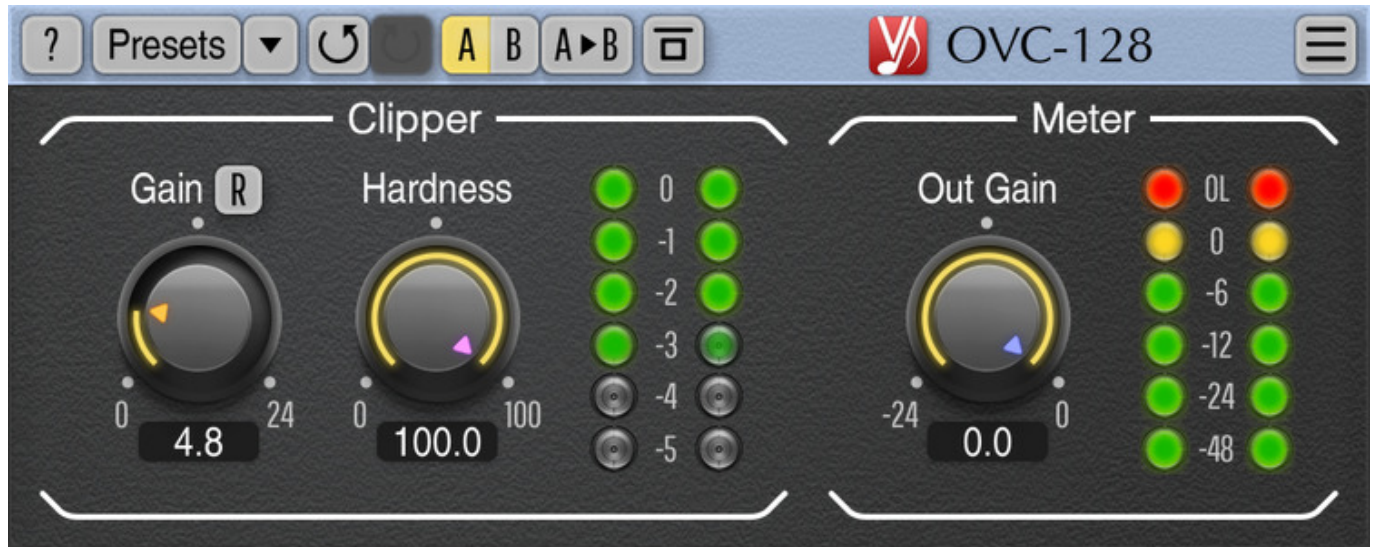 ? Presets A B A▸B OVC-128
Clipper
Meter
Gain R
Hardness
Out Gain
0
-1
-2
-3
-4
-5
0 24
4.8
0 100
100.0
-24 0
0.0
OL
0
-6
-12
-24
-48